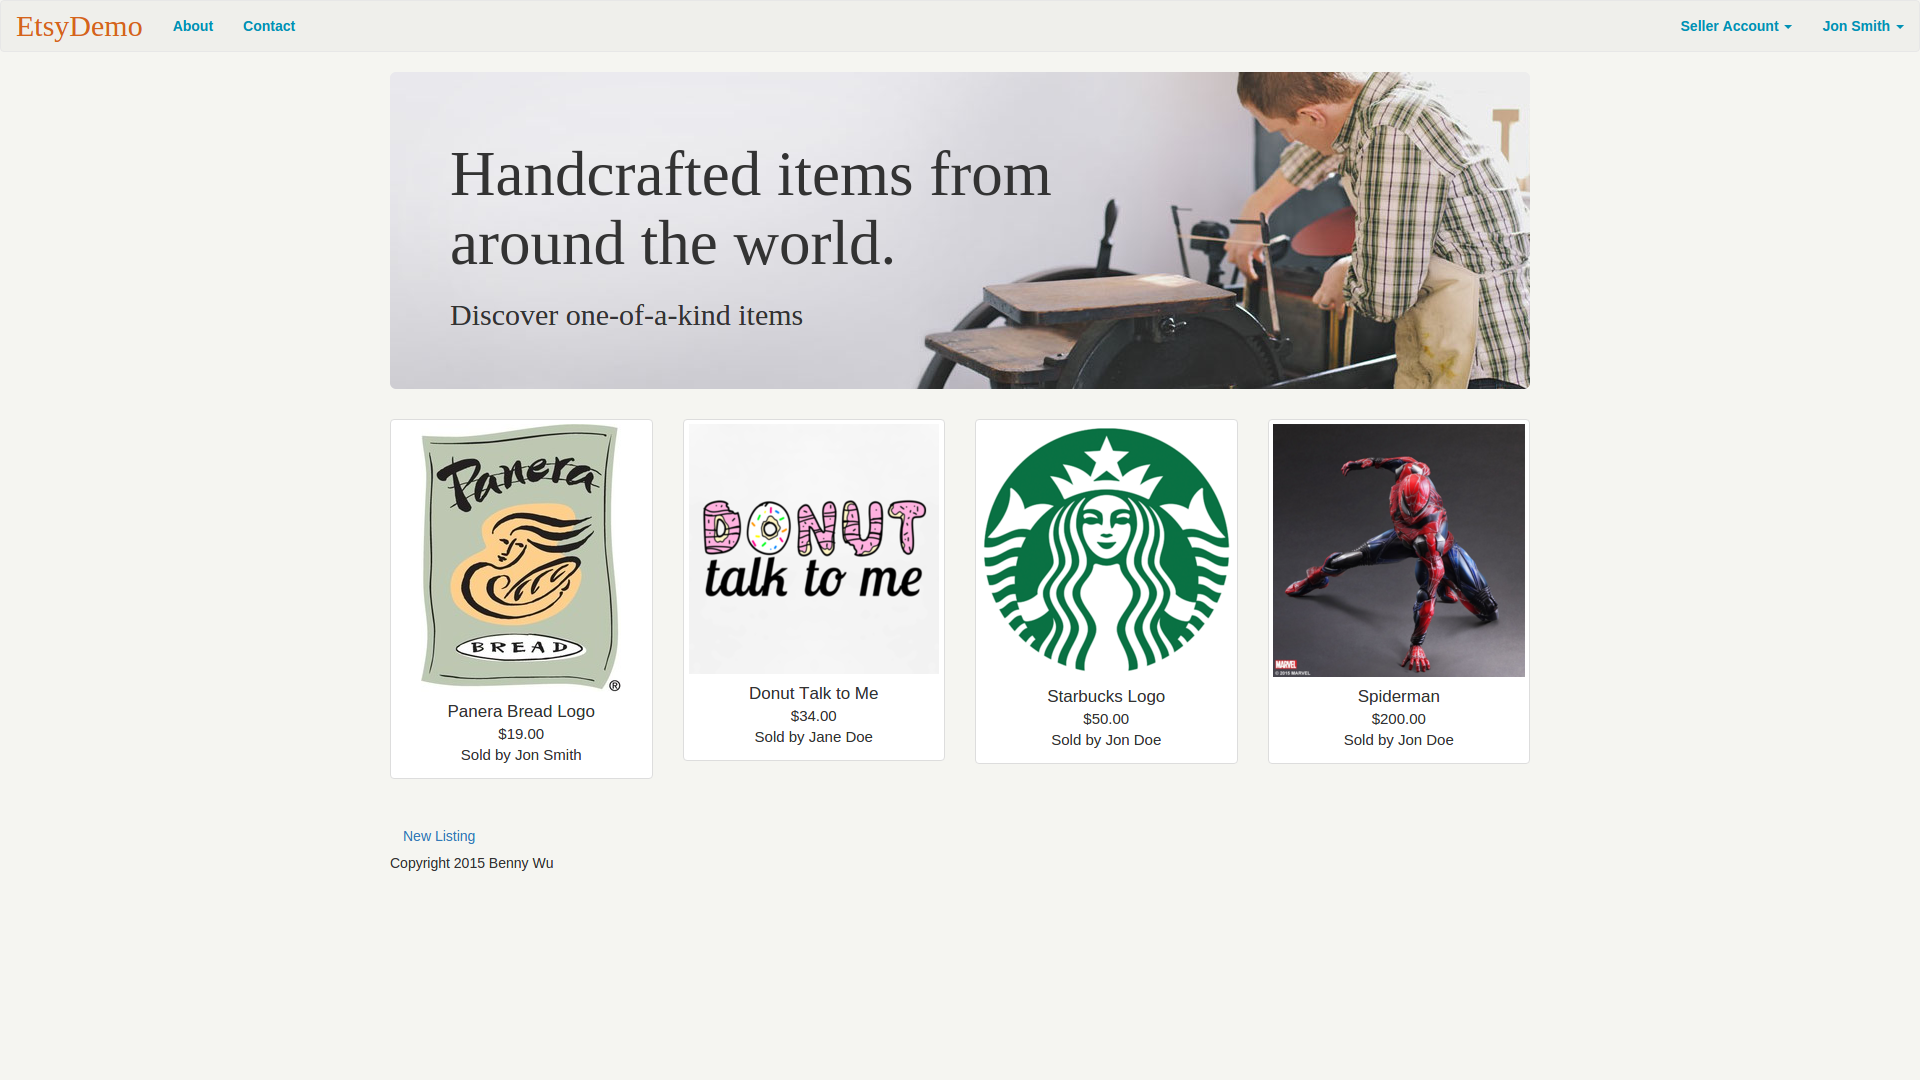 EtsyDemo
About
Contact
Seller Account
Jon Smith
Handcrafted items from
around the world.
Discover one-of-a-kind items
Panera
BREAD
®
Panera Bread Logo
$19.00
Sold by Jon Smith
DONUT
talk to me
Donut Talk to Me
$34.00
Sold by Jane Doe
Starbucks Logo
$50.00
Sold by Jon Doe
MARVEL
© 2015 MARVEL
Spiderman
$200.00
Sold by Jon Doe
New Listing
Copyright 2015 Benny Wu